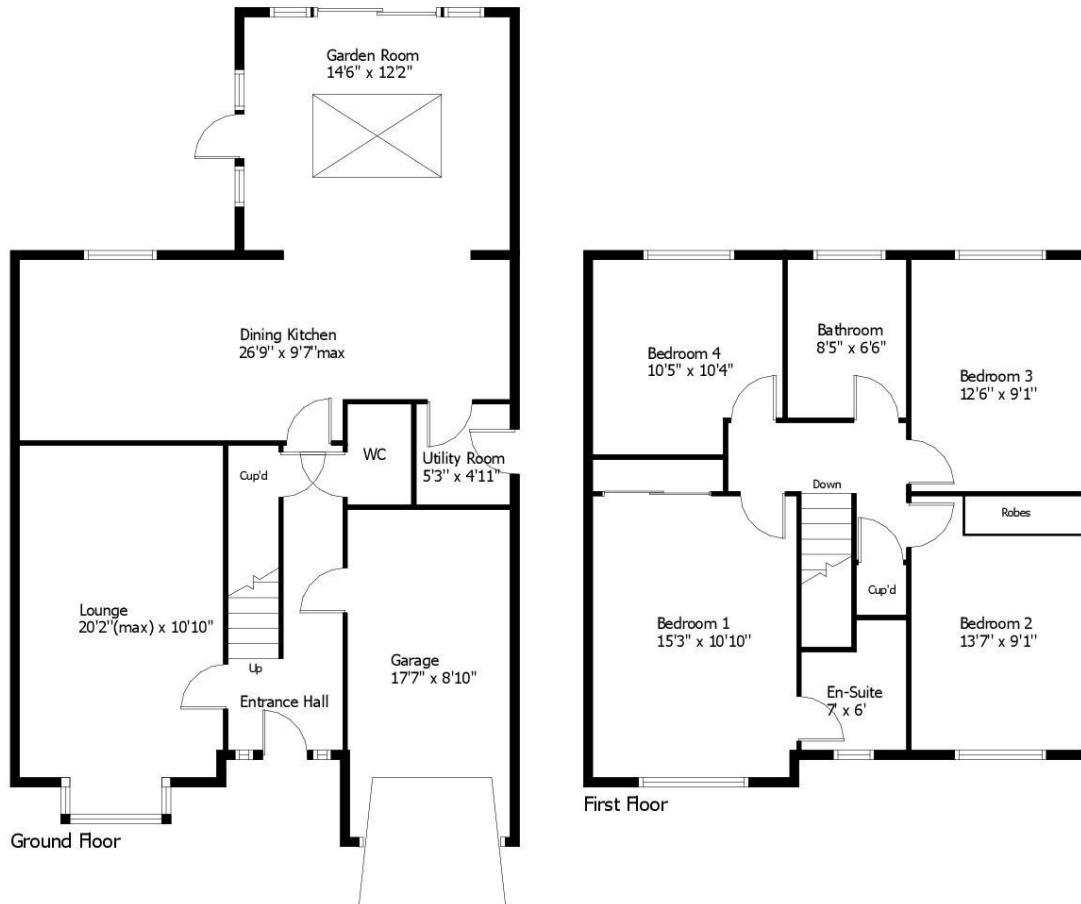 Garden Room
14'6" x 12'2"
Dining Kitchen
26'9" x 9'7"max
WC
Utility Room
5'3" x 4'11"
Cup'd
Lounge
20'2"(max) x 10'10"
Up
Entrance Hall
Garage
17'7" x 8'10"
Ground Floor
Bedroom 4
10'5" x 10'4"
Bathroom
8'5" x 6'6"
Bedroom 3
12'6" x 9'1"
Down
Robes
Cup'd
Bedroom 1
15'3" x 10'10"
Bedroom 2
13'7" x 9'1"
En-Suite
7' x 6'
First Floor